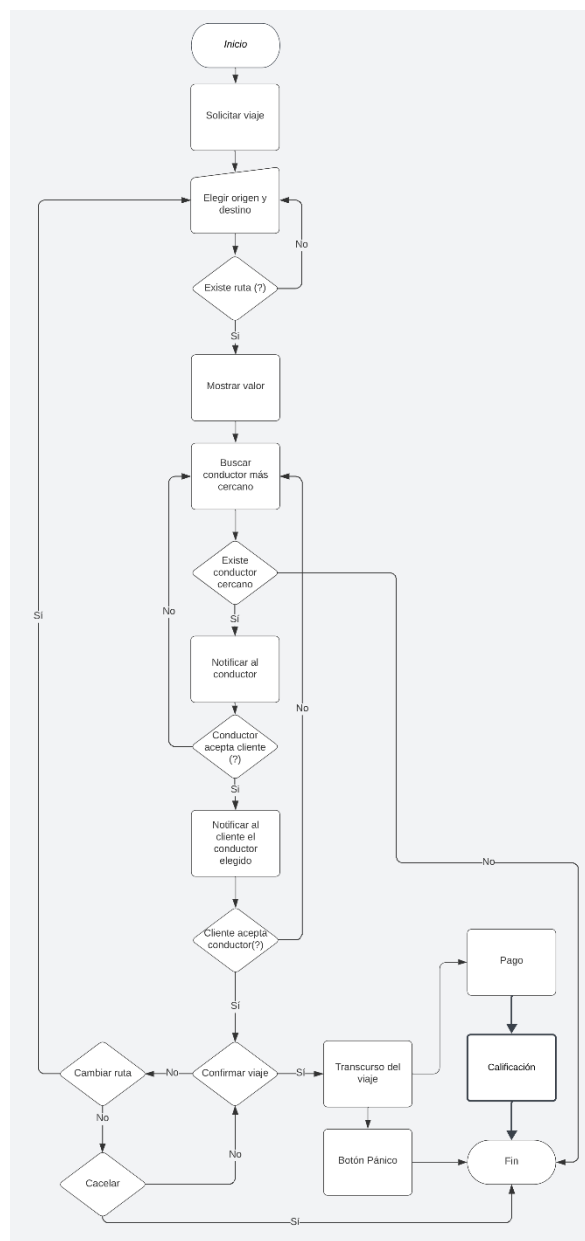 Inicio
Solicitar viaje
Elegir origen y
destino
No
Existe ruta (?)
Si
Mostrar valor
Buscar
conductor más
cercano
Existe
conductor
cercano
No
Sí
Sí
Notificar al
conductor
No
Conductor
acepta cliente
(?)
Si
Notificar al
cliente el
conductor
elegido
No
Cliente acepta
conductor(?)
Pago
Sí
Cambiar ruta
No
Confirmar viaje
Sí
Transcurso del
viaje
Calificación
No
No
Botón Pánico
Fin
Cacelar
Sí